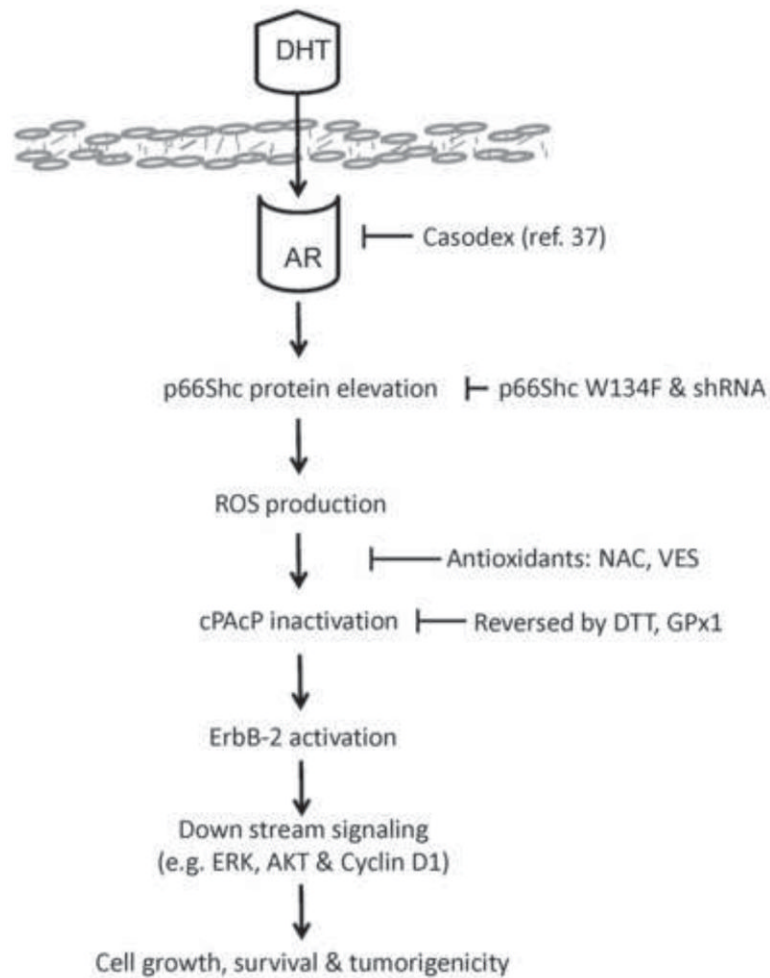 DHT
AR
Casodex (ref. 37)
p66Shc protein elevation
p66Shc W134F & shRNA
ROS production
Antioxidants: NAC, VES
cPAcP inactivation
Reversed by DTT, GPx1
ErbB-2 activation
Down stream signaling
(e.g. ERK, AKT & Cyclin D1)
Cell growth, survival & tumorigenicity